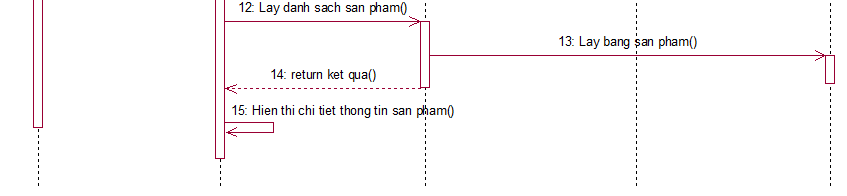 12: Lay danh sach san pham()
13: Lay bang san pham()
14: return ket qua()
15: Hien thi chi tiet thong tin san pham()